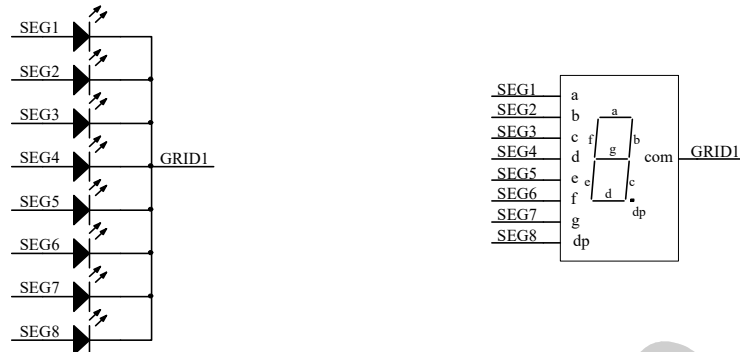 SEG1
SEG2
SEG3
SEG4
GRID1
SEG5
SEG6
SEG7
SEG8
SEG1 a
SEG2 b
SEG3 c
SEG4 d
SEG5 e
SEG6 f
SEG7 g
SEG8 dp
a
f b
g
e c
d
dp
com GRID1